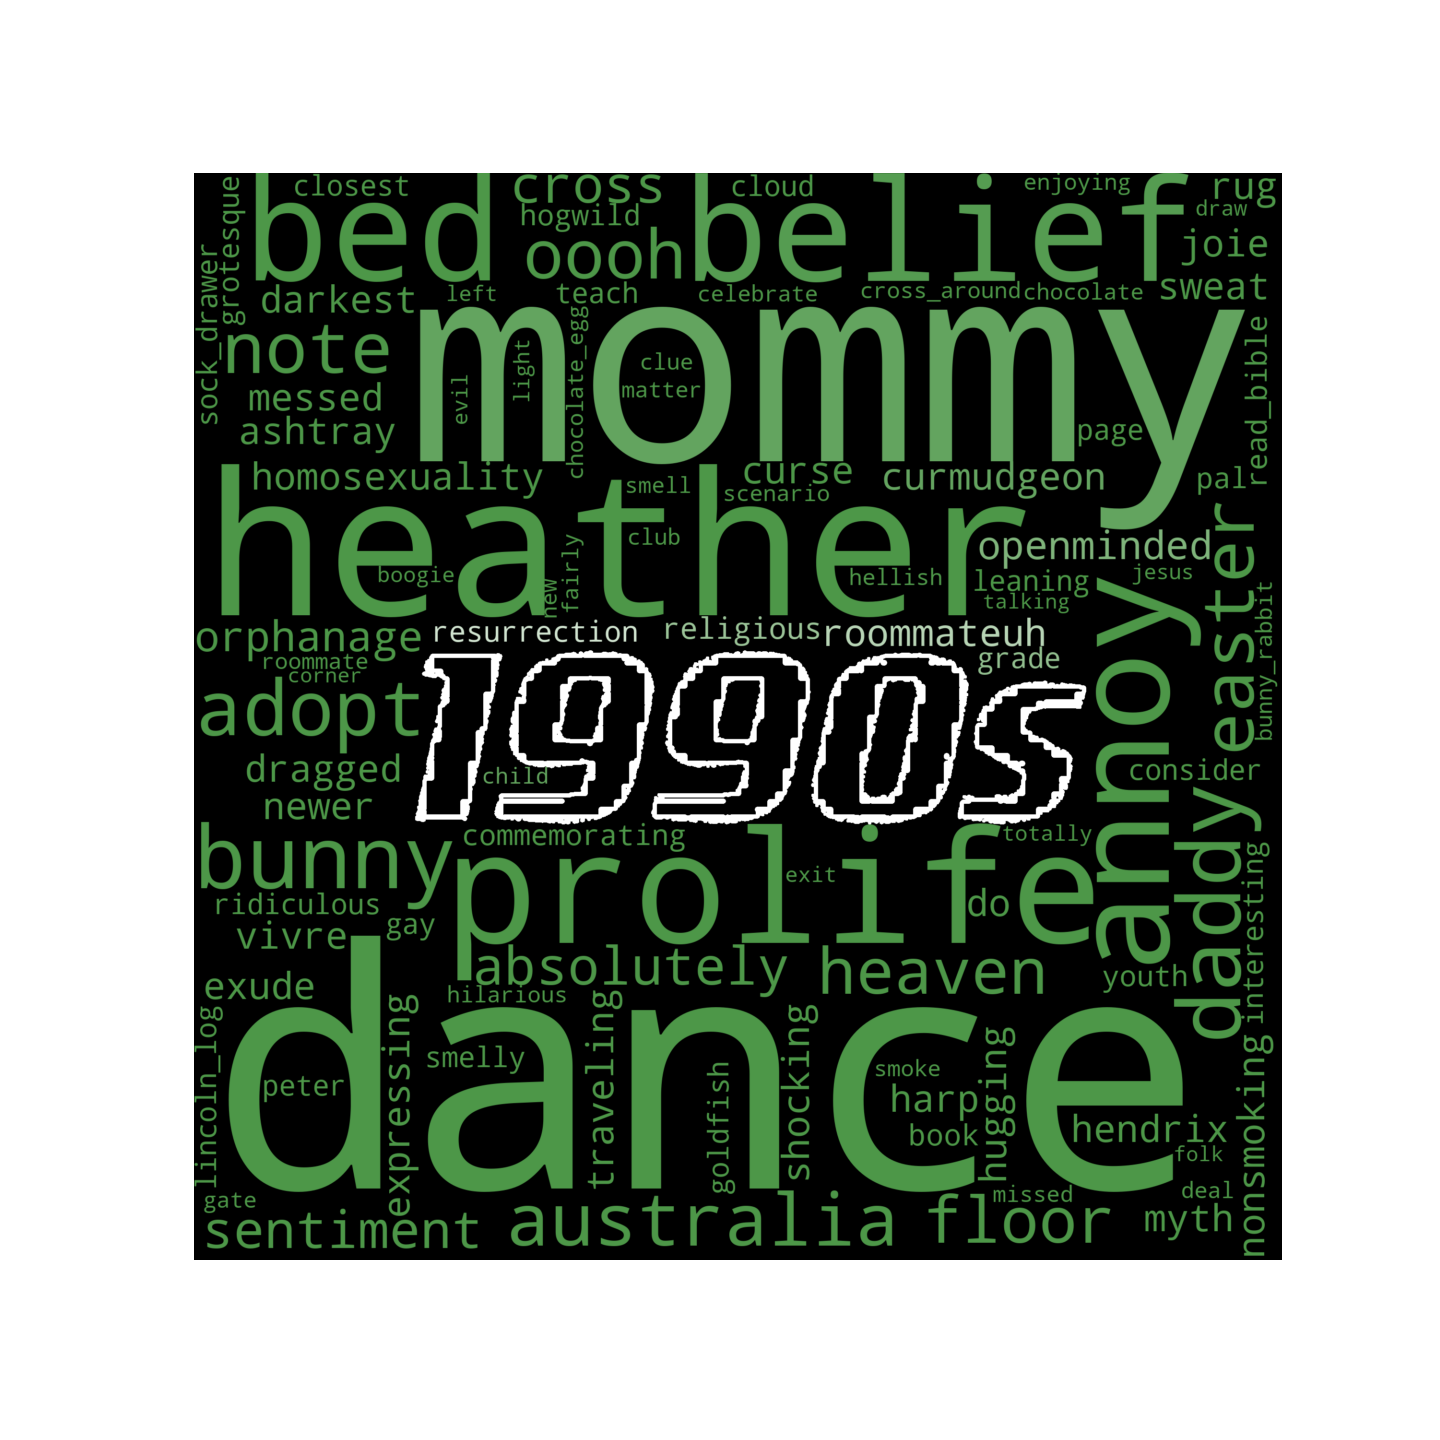 closest
cross
cloud
enjoying
rug
bed
belief
draw
grotesque
hogwild
oooh
joie
sock_drawer
darkest
left
teach
celebrate
cross_around
chocolate
sweat
note
mommy
chocolate_egg
light
evil
clue
matter
read_bible
messed
ashtray
page
homosexuality
curse
curmudgeon
pal
smell
scenario
heather
club
openminded
boogie
new
fairly
hellish
leaning
jesus
talking
annoy
easter
bunny_rabbit
orphanage
resurrection
religious
roommateuh
roommate
corner
grade
adopt
1990s
child
dragged
consider
newer
daddy
bunny
commemorating
totally
prolife
exit
ridiculous
gay
do
vivre
absolutely
heaven
youth
interesting
exude
hilarious
dance
lincoln_log
expressing
smelly
traveling
goldfish
shocking
smoke
hugging
peter
harp
book
hendrix
nonsmoking
folk
gate
missed
deal
sentiment
australia
floor
myth